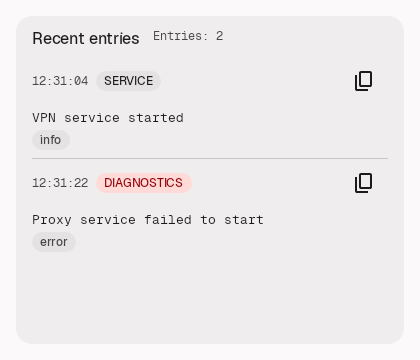 Recent entries Entries: 2
12:31:04 SERVICE
VPN service started
info
12:31:22 DIAGNOSTICS
Proxy service failed to start
error